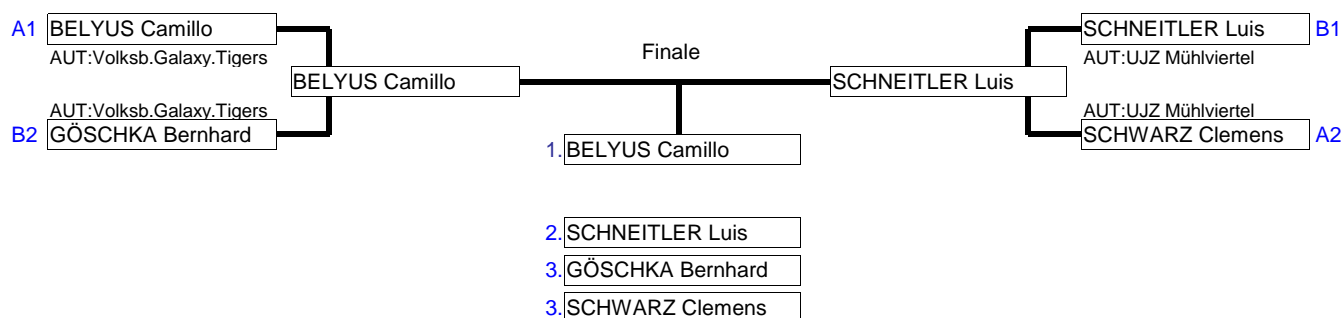 A1 BELYUS Camillo
AUT:Volksb.Galaxy.Tigers
BELYUS Camillo
AUT:Volksb.Galaxy.Tigers
B2 GÖSCHKA Bernhard
Finale
SCHNEITLER Luis B1
AUT:UJZ Mühlviertel
SCHNEITLER Luis
AUT:UJZ Mühlviertel
SCHWARZ Clemens A2
1. BELYUS Camillo
2. SCHNEITLER Luis
3. GÖSCHKA Bernhard
3. SCHWARZ Clemens